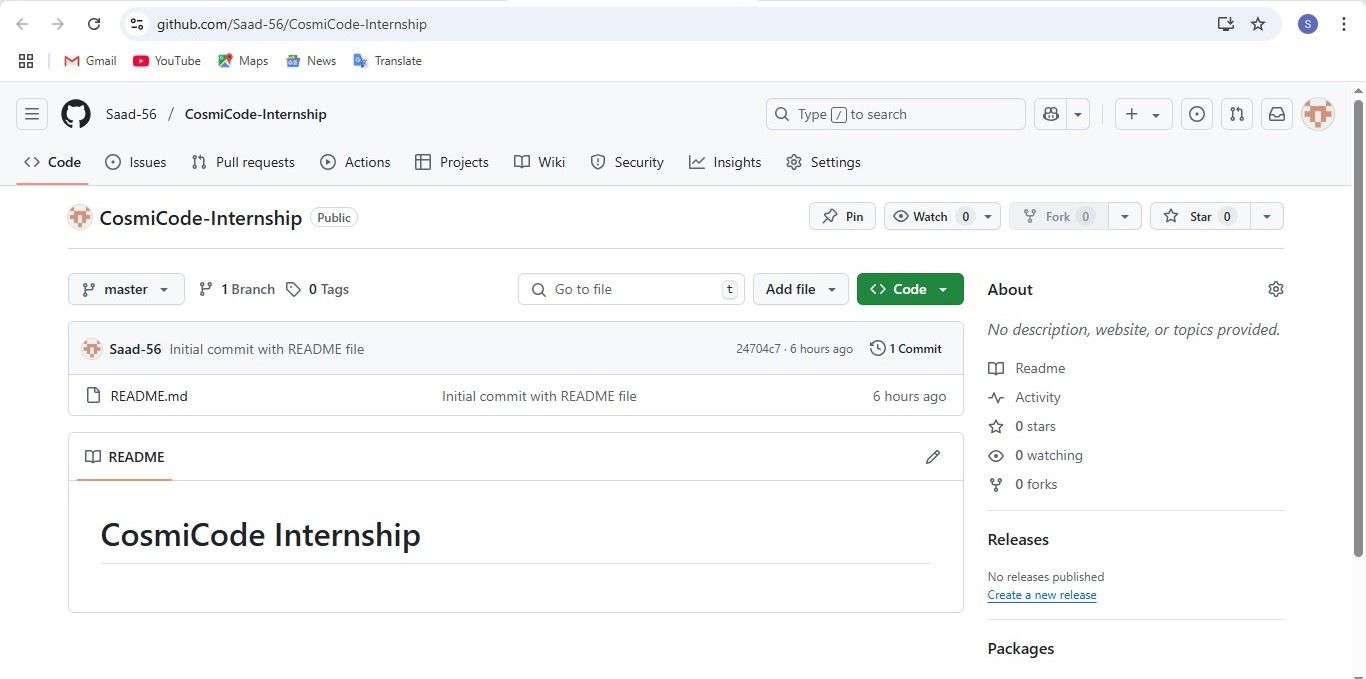 github.com/Saad-56/CosmiCode-Internship
S
Gmail YouTube Maps News Translate
Saad-56 / CosmiCode-Internship
Type / to search
Code Issues Pull requests Actions Projects Wiki Security Insights Settings
CosmiCode-Internship Public
Pin Watch 0 Fork 0 Star 0
master 1 Branch 0 Tags
Go to file t
Add file
Code
Saad-56 Initial commit with README file 24704c7 · 6 hours ago 1 Commit
README.md Initial commit with README file 6 hours ago
README
CosmiCode Internship
About
No description, website, or topics provided.
Readme
Activity
0 stars
0 watching
0 forks
Releases
No releases published
Create a new release
Packages